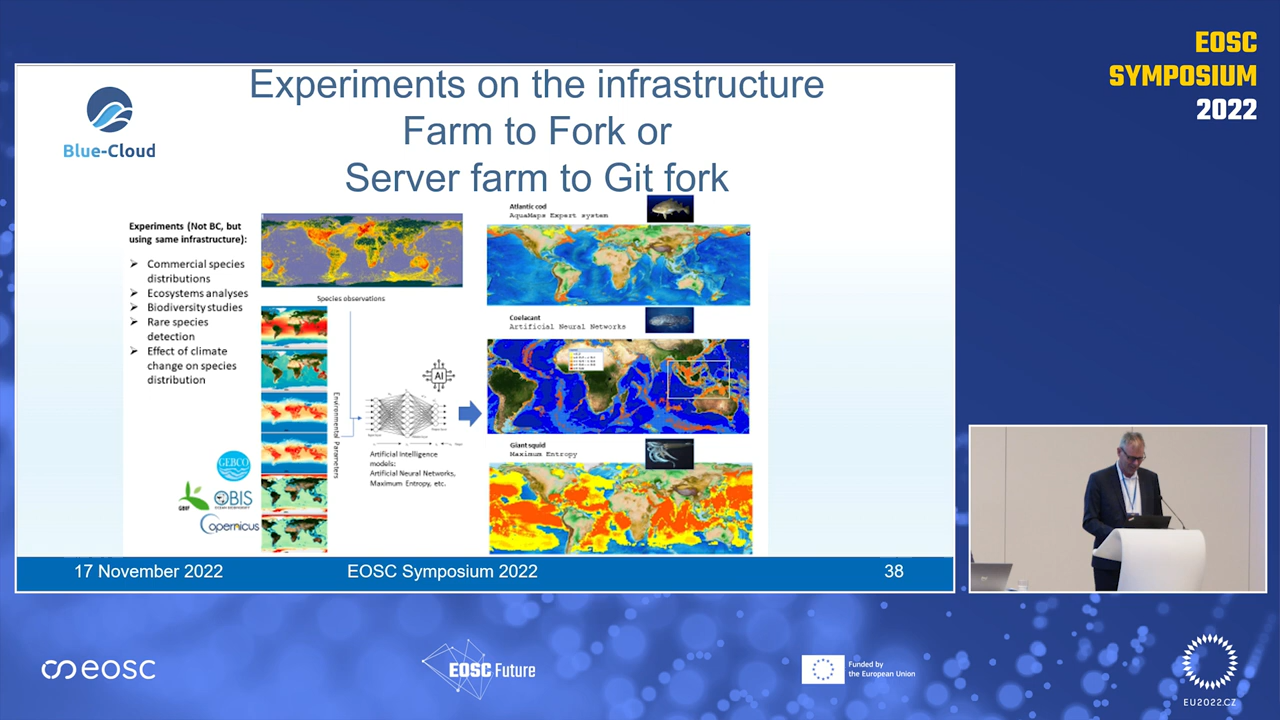 EOSC
SYMPOSIUM
2022
Blue-Cloud
Experiments on the infrastructure
Farm to Fork or
Server farm to Git fork
Experiments (Not BC, but
using same infrastructure):
Commercial species
distributions
Ecosystems analyses
Biodiversity studies
Rare species
detection
Effect of climate
change on species
distribution
Species observations
Environmental Parameters
AI
Artificial Intelligence
models:
Artificial Neural Networks,
Maximum Entropy, etc.
GEBCO
GBIF
OBIS
Copernicus
Atlantic cod
AquaMaps Expert system
Coelacant
Artificial Neural Networks
Giant squid
Maximum Entropy
17 November 2022
EOSC Symposium 2022
38
eosc
EOSC Future
Funded by
the European Union
EU2022.CZ